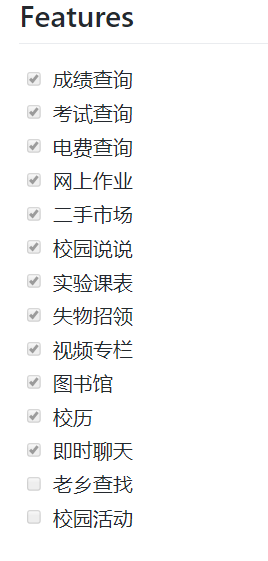 Features
成绩查询
考试查询
电费查询
网上作业
二手市场
校园说说
实验课表
失物招领
视频专栏
图书馆
校历
即时聊天
老乡查找
校园活动